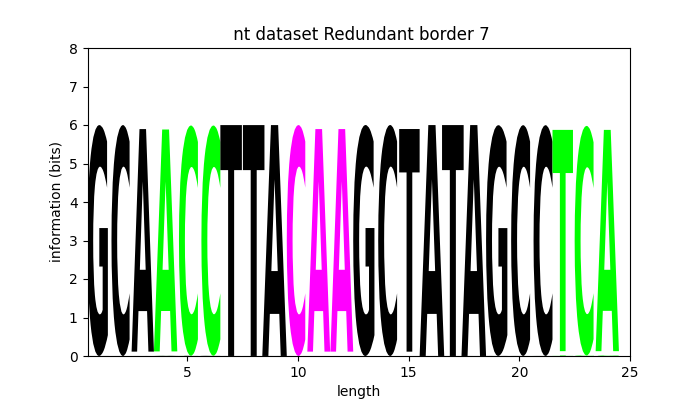 nt dataset Redundant border 7
8
7
6
5
4
3
2
1
0
information (bits)
GCAACCTTACAAGCTATAGCCTCA
5 10 15 20 25
length